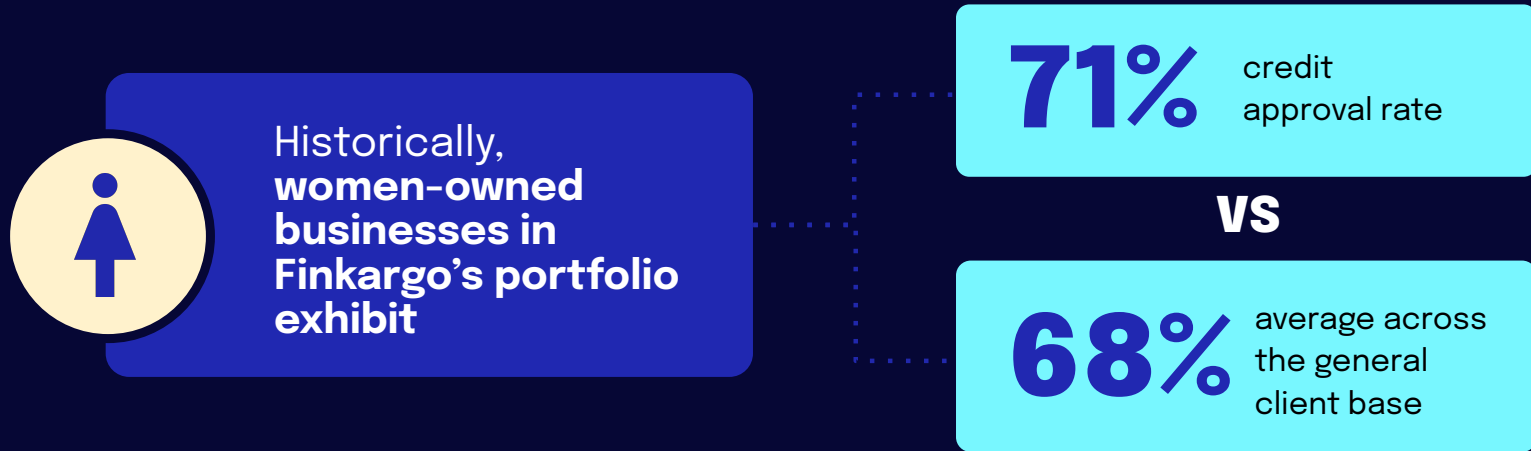 Historically,
women-owned
businesses in
Finkargo’s portfolio
exhibit
71%
credit
approval rate
VS
68%
average across
the general
client base